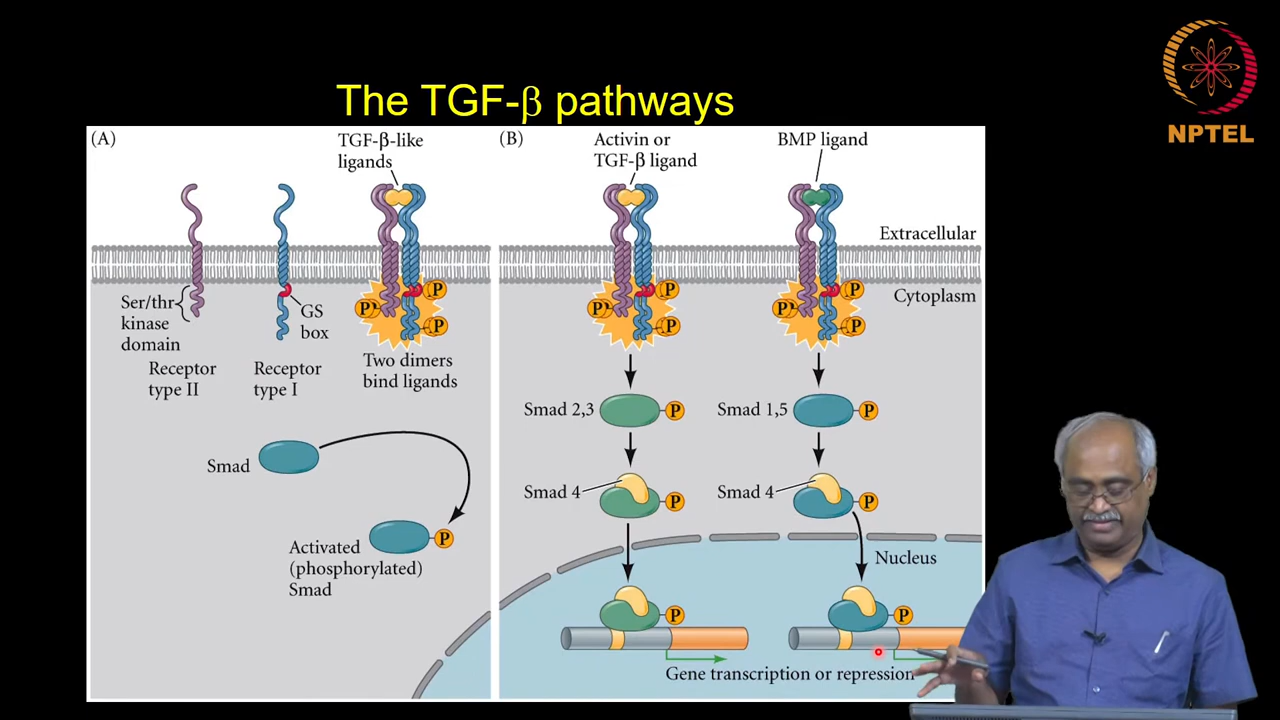 The TGF-β pathways
NPTEL
(A)
TGF-β-like
ligands
Ser/thr
kinase
domain
GS
box
P
P
P
Receptor
type II
Receptor
type I
Two dimers
bind ligands
Smad
P
Activated
(phosphorylated)
Smad
(B)
Activin or
TGF-β ligand
BMP ligand
Extracellular
Cytoplasm
P
P
P
P
P
P
Smad 2,3
P
Smad 1,5
P
Smad 4
P
Smad 4
P
Nucleus
P
P
Gene transcription or repression